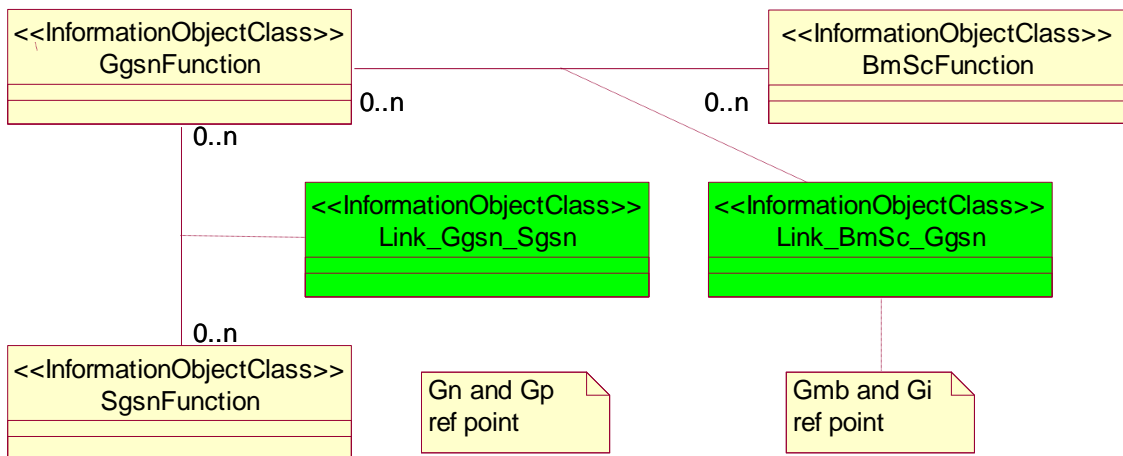 <<InformationObjectClass>>
GgsnFunction
<<InformationObjectClass>>
BmScFunction
0..n
0..n
0..n
<<InformationObjectClass>>
Link_Ggsn_Sgsn
<<InformationObjectClass>>
Link_BmSc_Ggsn
0..n
<<InformationObjectClass>>
SgsnFunction
Gn and Gp
ref point
Gmb and Gi
ref point